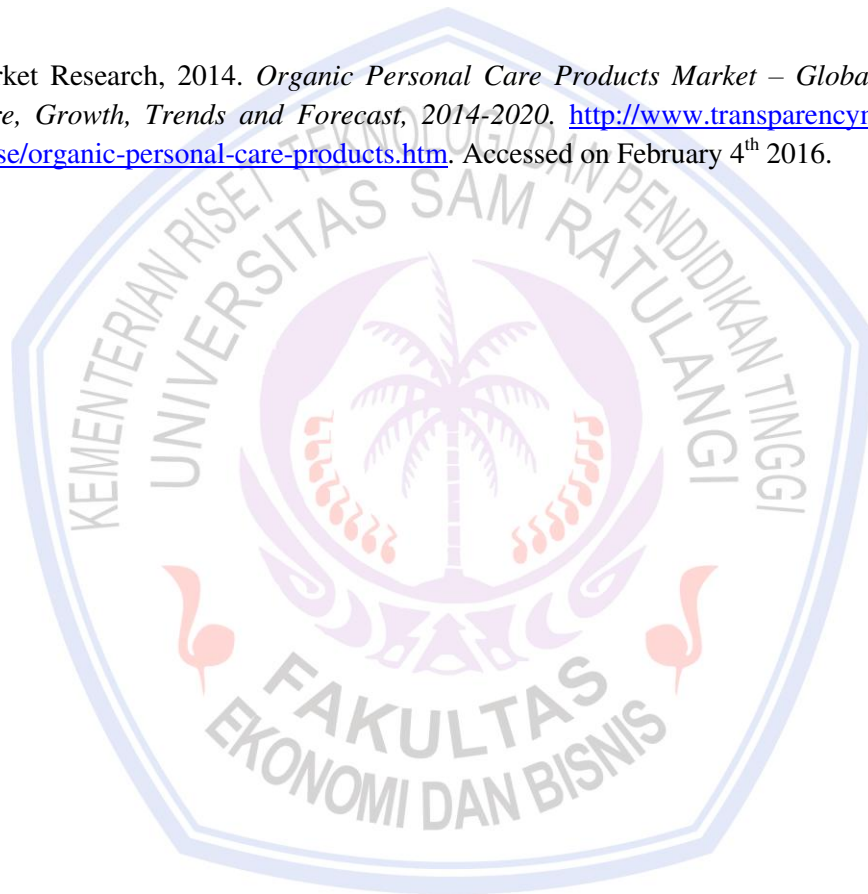 rket Research, 2014. Organic Personal Care Products Market – Globa
re, Growth, Trends and Forecast, 2014-2020. http://www.transparencyr
se/organic-personal-care-products.htm. Accessed on February 4th 2016.
KEMENTERIAN RISET TEKNOLOGI DAN PENDIDIKAN TINGGI
UNIVERSITAS SAM RATULANGI
FAKULTAS
EKONOMI DAN BISNIS